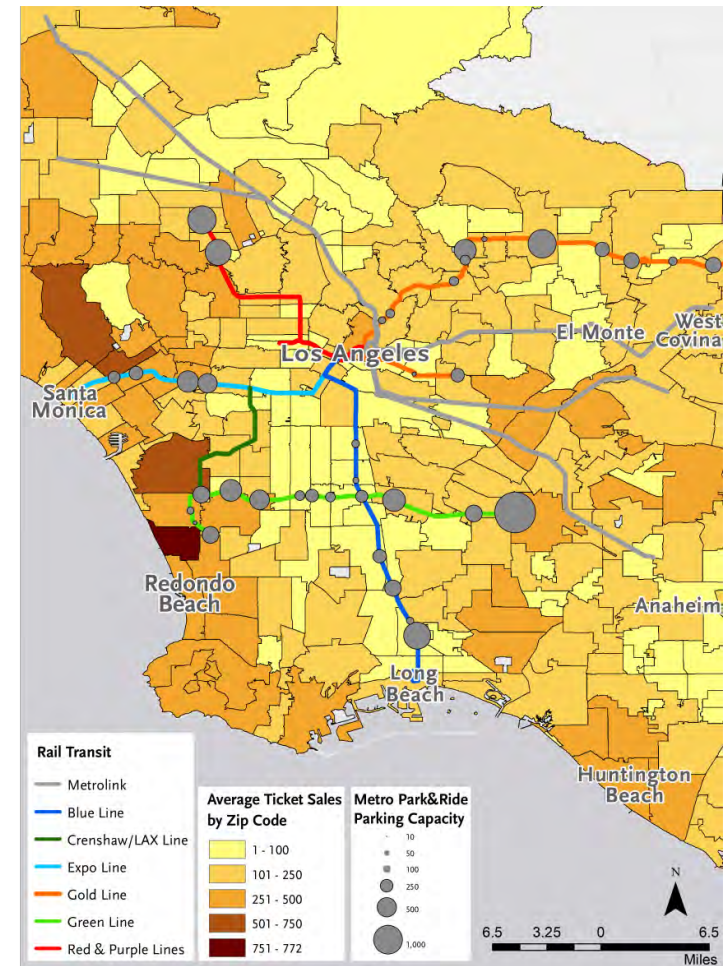 Los Angeles
El Monte
West
Covina
Santa
Monica
Redondo
Beach
Anaheim
Long
Beach
Huntington
Beach
Rail Transit
Metrolink
Blue Line
Crenshaw/LAX Line
Expo Line
Gold Line
Green Line
Red & Purple Lines
Average Ticket Sales
by Zip Code
1 - 100
101 - 250
251 - 500
501 - 750
751 - 772
Metro Park&Ride
Parking Capacity
10
50
100
250
500
1,000
N
6.5 3.25 0 6.5
Miles